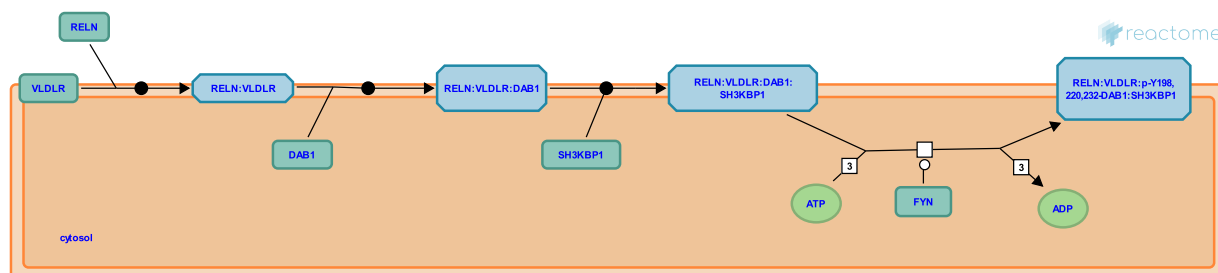 RELN
reactome
VLDLR
RELN:VLDLR
RELN:VLDLR:DAB1
RELN:VLDLR:DAB1:
SH3KBP1
RELN:VLDLR:p-Y198,
220,232-DAB1:SH3KBP1
DAB1
SH3KBP1
3
3
ATP
FYN
ADP
cytosol